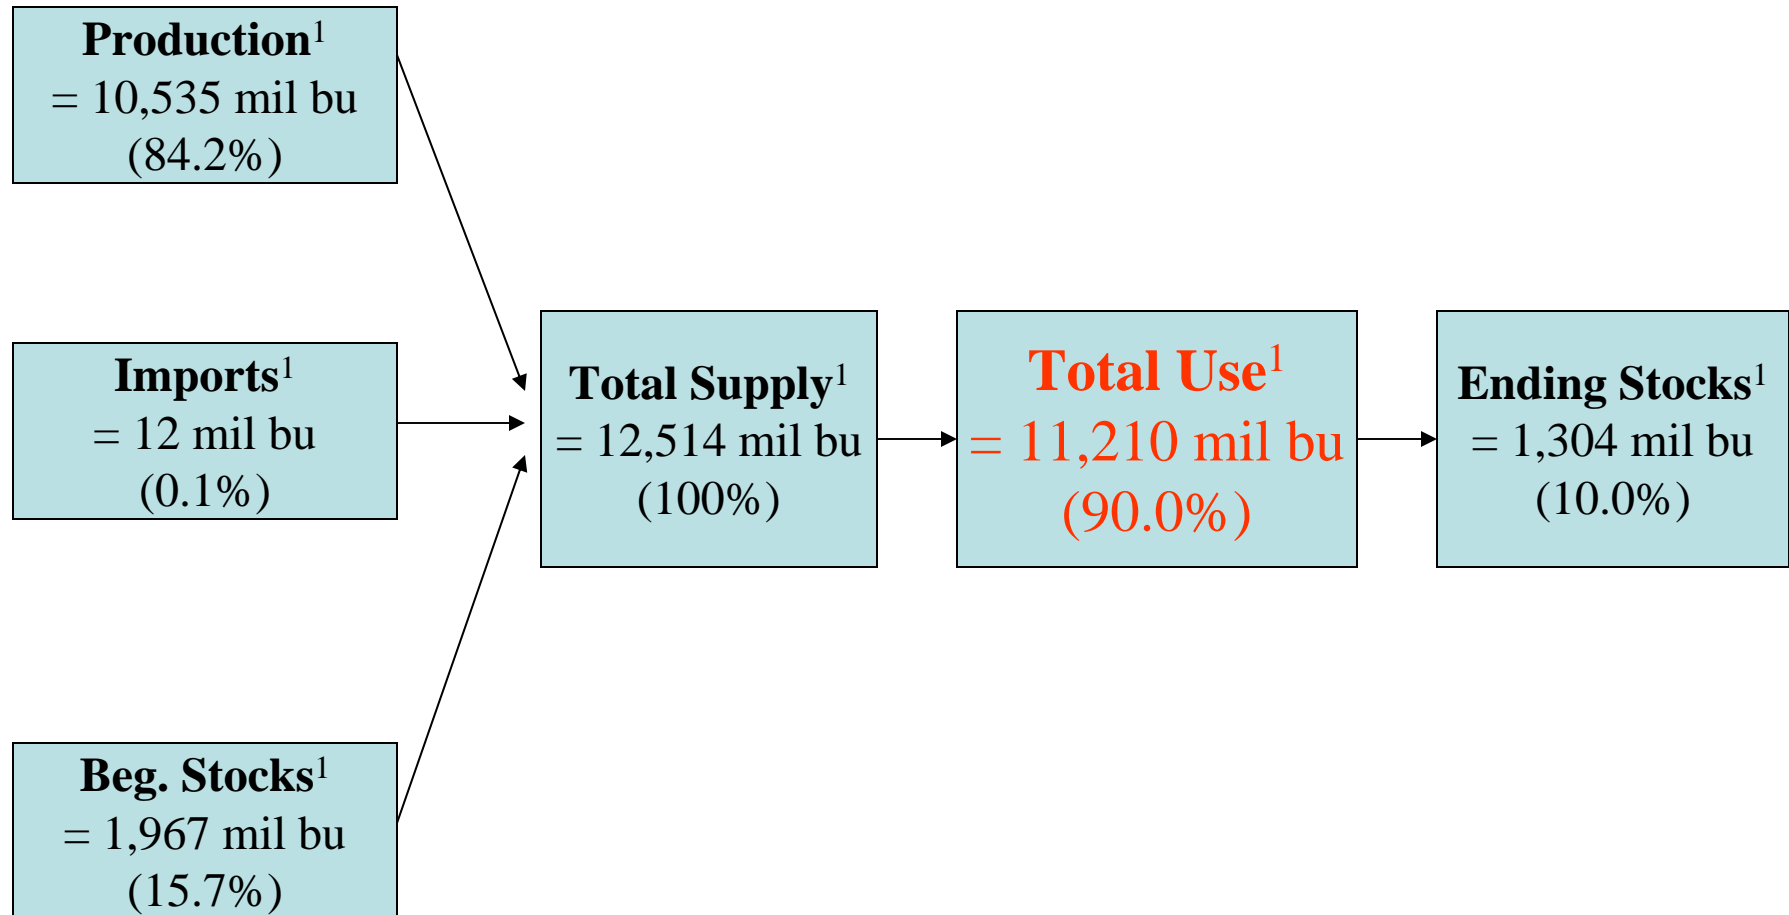 Production¹
= 10,535 mil bu
(84.2%)
Imports¹
= 12 mil bu
(0.1%)
Beg. Stocks¹
= 1,967 mil bu
(15.7%)
Total Supply¹
= 12,514 mil bu
(100%)
Total Use¹
= 11,210 mil bu
(90.0%)
Ending Stocks¹
= 1,304 mil bu
(10.0%)